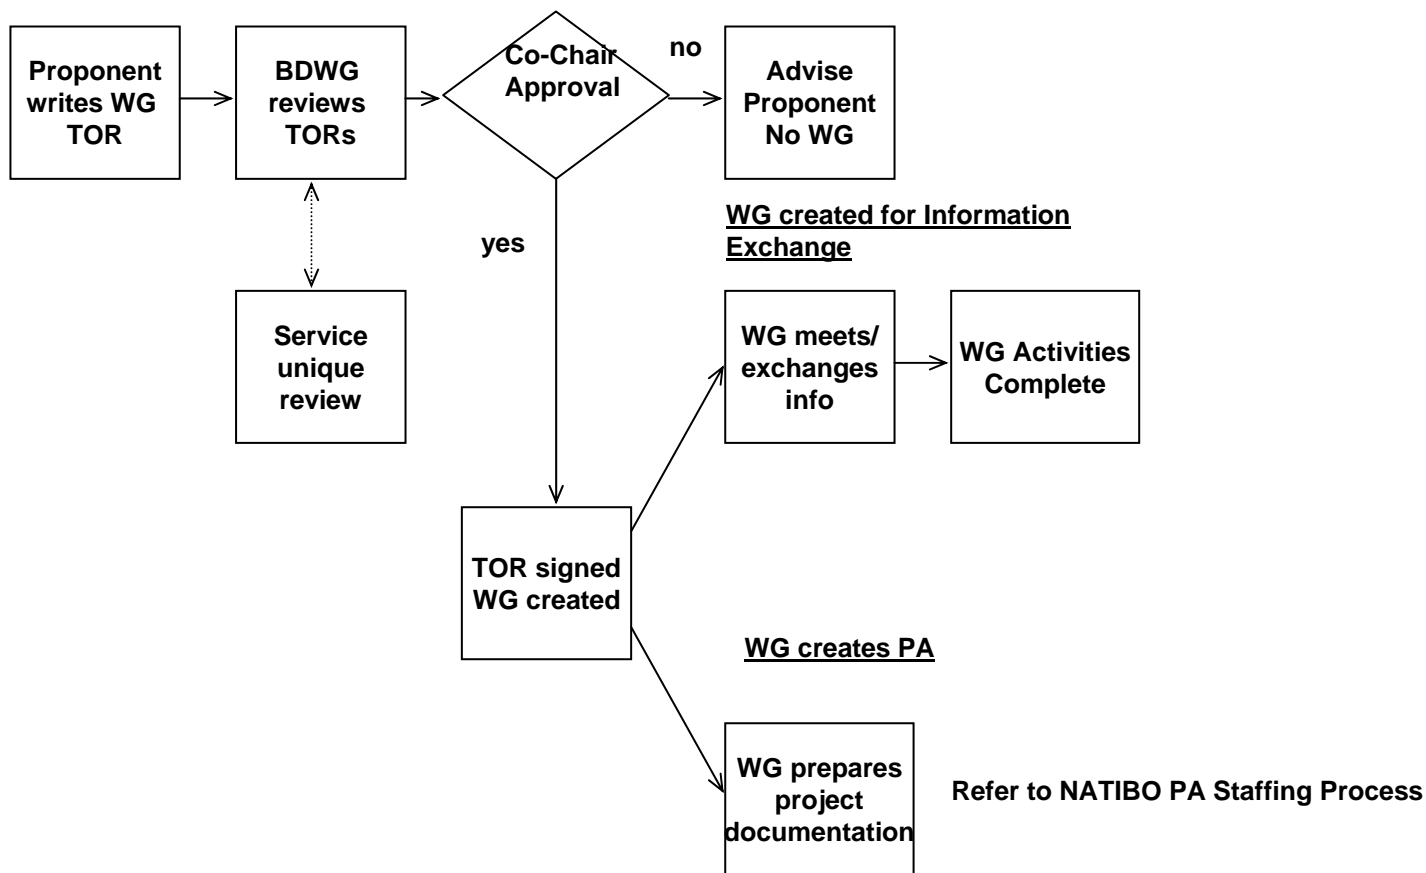 Proponent
writes WG
TOR
BDWG
reviews
TORs
Co-Chair
Approval
no
Advise
Proponent
No WG
yes
Service
unique
review
WG created for Information
Exchange
WG meets/
exchanges
info
WG Activities
Complete
TOR signed
WG created
WG creates PA
WG prepares
project
documentation
Refer to NATIBO PA Staffing Process